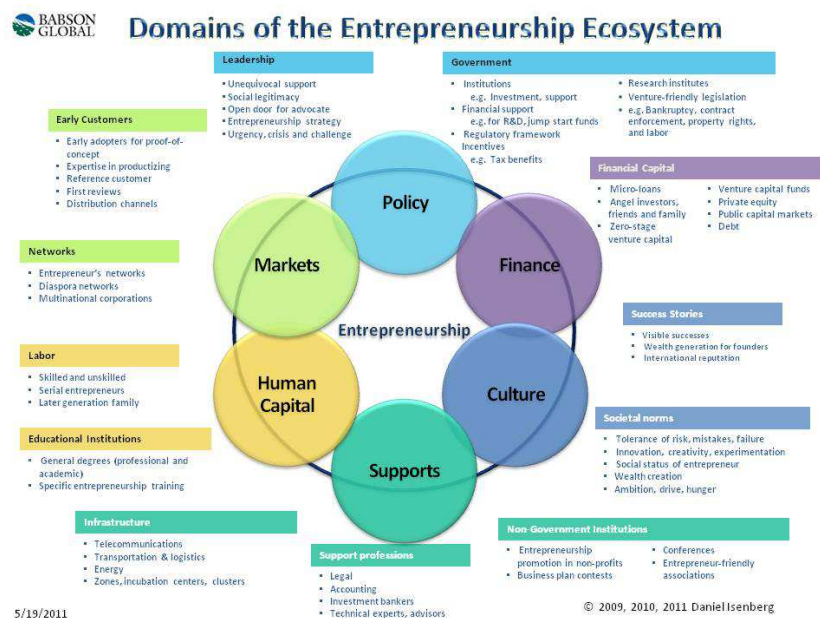 BABSON
GLOBAL
Domains of the Entrepreneurship Ecosystem
Leadership
▪ Unequivocal support
▪ Social legitimacy
▪ Open door for advocate
▪ Entrepreneurship strategy
▪ Urgency, crisis and challenge
Government
▪ Institutions
e.g. Investment, support
▪ Financial support
e.g. for R&D, jump start funds
▪ Regulatory framework
Incentives
e.g. Tax benefits
▪ Research institutes
▪ Venture-friendly legislation
▪ e.g. Bankruptcy, contract
enforcement, property rights,
and labor
Early Customers
▪ Early adopters for proof-of-
concept
▪ Expertise in productizing
▪ Reference customer
▪ First reviews
▪ Distribution channels
Financial Capital
▪ Micro-loans
▪ Angel investors,
friends and family
▪ Zero-stage
venture capital
▪ Venture capital funds
▪ Private equity
▪ Public capital markets
▪ Debt
Networks
▪ Entrepreneur's networks
▪ Diaspora networks
▪ Multinational corporations
Policy
Markets
Finance
Entrepreneurship
Human
Capital
Culture
Supports
Success Stories
▪ Visible successes
▪ Wealth generation for founders
▪ International reputation
Labor
▪ Skilled and unskilled
▪ Serial entrepreneurs
▪ Later generation family
Societal norms
▪ Tolerance of risk, mistakes, failure
▪ Innovation, creativity, experimentation
▪ Social status of entrepreneur
▪ Wealth creation
▪ Ambition, drive, hunger
Educational Institutions
▪ General degrees (professional and
academic)
▪ Specific entrepreneurship training
Infrastructure
▪ Telecommunications
▪ Transportation & logistics
▪ Energy
▪ Zones, incubation centers, clusters
Support professions
▪ Legal
▪ Accounting
▪ Investment bankers
▪ Technical experts, advisors
Non-Government Institutions
▪ Entrepreneurship
promotion in non-profits
▪ Business plan contests
▪ Conferences
▪ Entrepreneur-friendly
associations
5/19/2011
© 2009, 2010, 2011 Daniel Isenberg